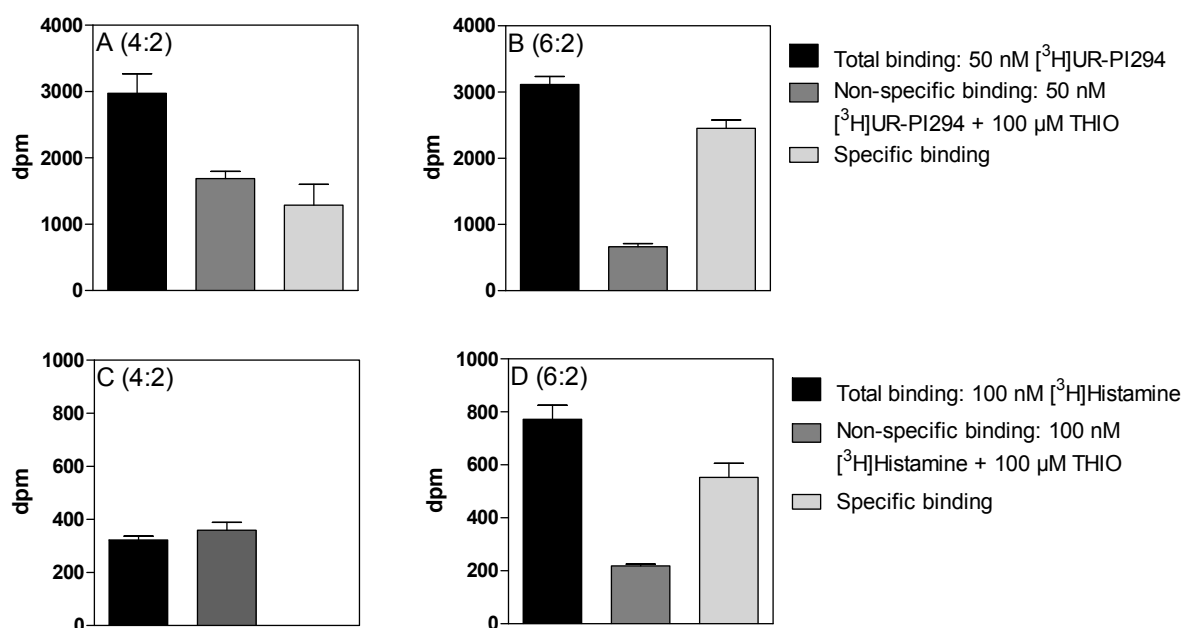 A (4:2)
4000
3000
2000
1000
0
dpm
B (6:2)
4000
3000
2000
1000
0
dpm
Total binding: 50 nM [³H]UR-PI294
Non-specific binding: 50 nM
[³H]UR-PI294 + 100 µM THIO
Specific binding
C (4:2)
1000
800
600
400
200
0
dpm
D (6:2)
1000
800
600
400
200
0
dpm
Total binding: 100 nM [³H]Histamine
Non-specific binding: 100 nM
[³H]Histamine + 100 µM THIO
Specific binding